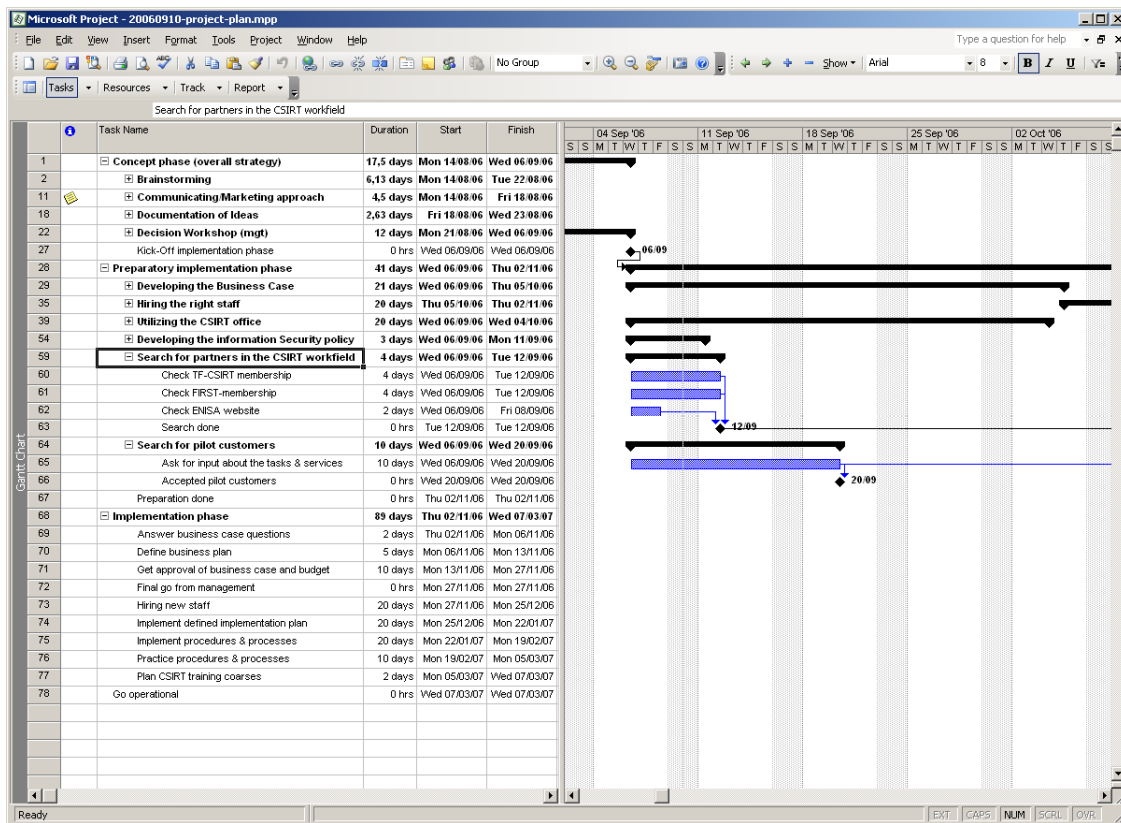 Microsoft Project - 20060910-project-plan.mpp
File Edit View Insert Format Tools Project Window Help Type a question for help
No Group Show Arial 8 B I U
Tasks Resources Track Report
Search for partners in the CSIRT workfield
Task Name Duration Start Finish 04 Sep '06 11 Sep '06 18 Sep '06 25 Sep '06 02 Oct '06
S S M T W T F S S M T W T F S S M T W T F S S M T W T F S S M T W T F S S
1 Concept phase (overall strategy) 17,5 days Mon 14/08/06 Wed 06/09/06
2 Brainstorming 6,13 days Mon 14/08/06 Tue 22/08/06
11 Communicating/Marketing approach 4,5 days Mon 14/08/06 Fri 18/08/06
18 Documentation of Ideas 2,63 days Fri 18/08/06 Wed 23/08/06
22 Decision Workshop (mgt) 12 days Mon 21/08/06 Wed 06/09/06
27 Kick-Off implementation phase 0 hrs Wed 06/09/06 Wed 06/09/06 06/09
28 Preparatory implementation phase 41 days Wed 06/09/06 Thu 02/11/06
29 Developing the Business Case 21 days Wed 06/09/06 Thu 05/10/06
35 Hiring the right staff 20 days Thu 05/10/06 Thu 02/11/06
39 Utilizing the CSIRT office 20 days Wed 06/09/06 Wed 04/10/06
54 Developing the information Security policy 3 days Wed 06/09/06 Mon 11/09/06
59 Search for partners in the CSIRT workfield 4 days Wed 06/09/06 Tue 12/09/06
60 Check TF-CSIRT membership 4 days Wed 06/09/06 Tue 12/09/06
61 Check FIRST-membership 4 days Wed 06/09/06 Tue 12/09/06
62 Check ENISA website 2 days Wed 06/09/06 Fri 08/09/06
63 Search done 0 hrs Tue 12/09/06 Tue 12/09/06 12/09
64 Search for pilot customers 10 days Wed 06/09/06 Wed 20/09/06
65 Ask for input about the tasks & services 10 days Wed 06/09/06 Wed 20/09/06
66 Accepted pilot customers 0 hrs Wed 20/09/06 Wed 20/09/06 20/09
67 Preparation done 0 hrs Thu 02/11/06 Thu 02/11/06
68 Implementation phase 89 days Thu 02/11/06 Wed 07/03/07
69 Answer business case questions 2 days Thu 02/11/06 Mon 06/11/06
70 Define business plan 5 days Mon 06/11/06 Mon 13/11/06
71 Get approval of business case and budget 10 days Mon 13/11/06 Mon 27/11/06
72 Final go from management 0 hrs Mon 27/11/06 Mon 27/11/06
73 Hiring new staff 20 days Mon 27/11/06 Mon 25/12/06
74 Implement defined implementation plan 20 days Mon 25/12/06 Mon 22/01/07
75 Implement procedures & processes 20 days Mon 22/01/07 Mon 19/02/07
76 Practice procedures & processes 10 days Mon 19/02/07 Mon 05/03/07
77 Plan CSIRT training coarses 2 days Mon 05/03/07 Wed 07/03/07
78 Go operational 0 hrs Wed 07/03/07 Wed 07/03/07
Gantt Chart
Ready EXT CAPS NUM SCRL OVR